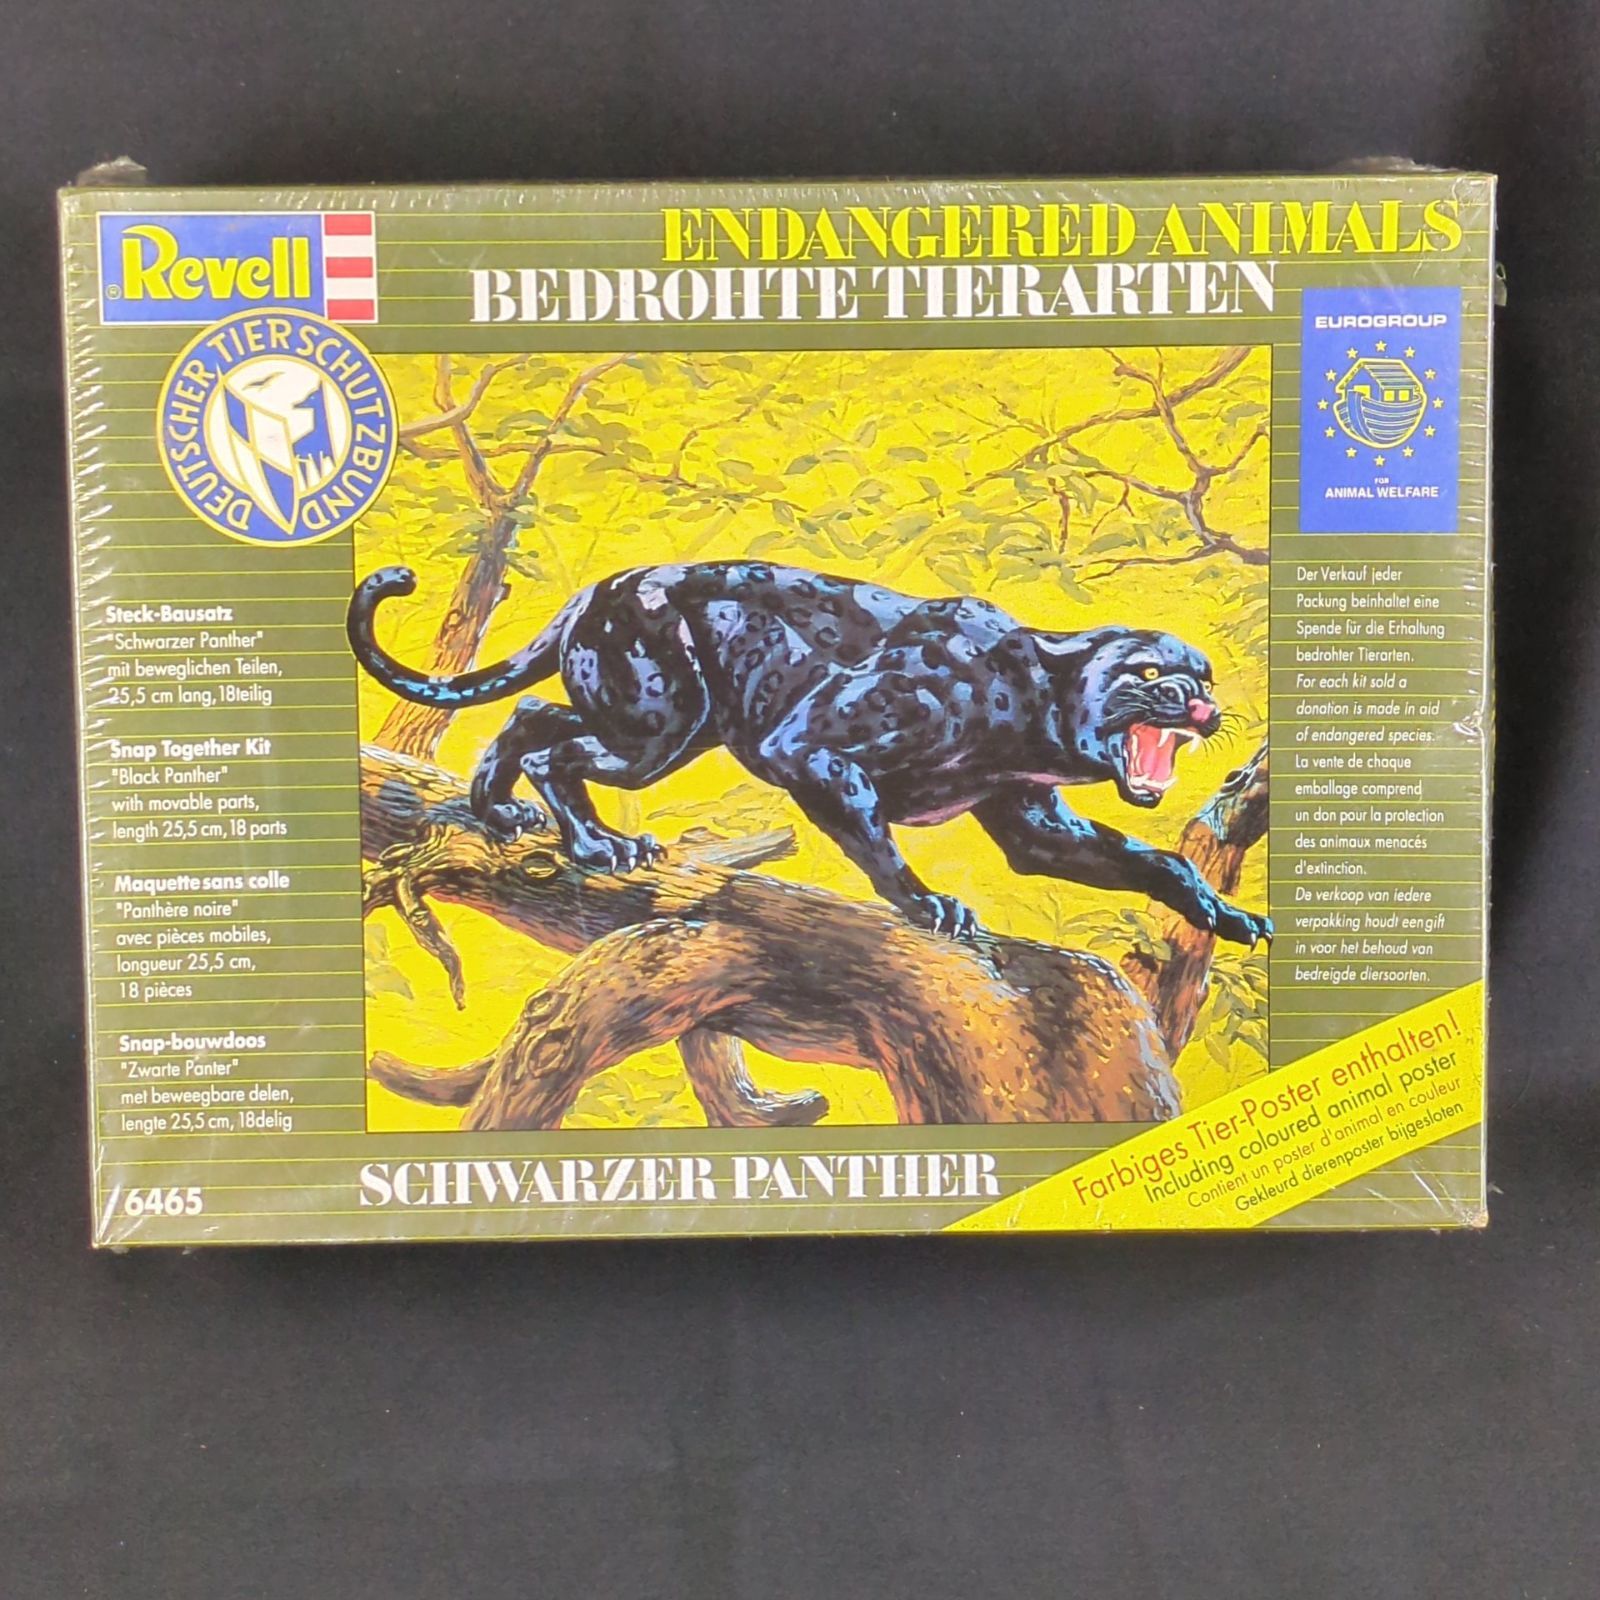 Revell
®
ENDANGERED ANIMALS
BEDROHTE TIERARTEN
DEUTSCHER TIERSCHUTZBUND
EUROGROUP
FOR
ANIMAL WELFARE
Steck-Bausatz
"Schwarzer Panther"
mit beweglichen Teilen,
25,5 cm lang, 18teilig
Snap Together Kit
"Black Panther"
with movable parts,
length 25,5 cm, 18 parts
Maquette sans colle
"Panthère noire"
avec pièces mobiles,
longueur 25,5 cm,
18 pièces
Snap-bouwdoos
"Zwarte Panter"
met beweegbare delen,
lengte 25,5 cm, 18delig
Der Verkauf jeder
Packung beinhaltet eine
Spende für die Erhaltung
bedrohter Tierarten.
For each kit sold a
donation is made in aid
of endangered species.
La vente de chaque
emballage comprend
un don pour la protection
des animaux menacés
d'extinction.
De verkoop van iedere
verpakking houdt een gift
in voor het behoud van
bedreigde diersoorten.
Farbiges Tier-Poster enthalten!
Including coloured animal poster
Contient un poster d'animal en couleur
Gekleurd dierenposter bijgesloten
SCHWARZER PANTHER
6465